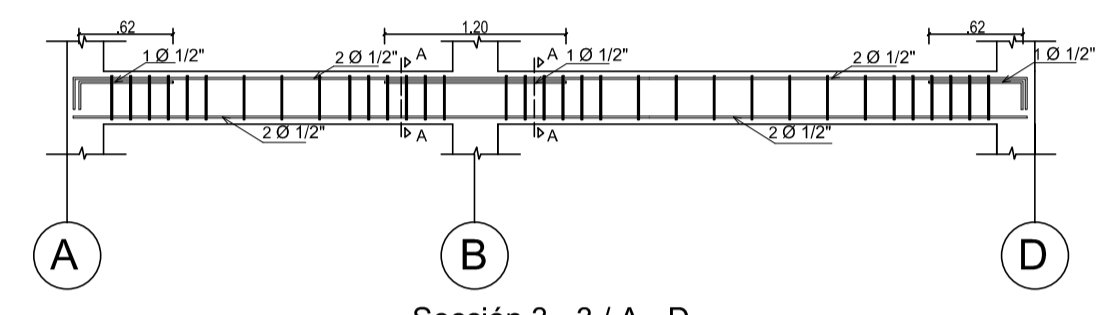 .62 1.20 .62
1 Ø 1/2" 2 Ø 1/2" A A 1 Ø 1/2" 2 Ø 1/2" 1 Ø 1/2"
2 Ø 1/2" A A 2 Ø 1/2"
A B D